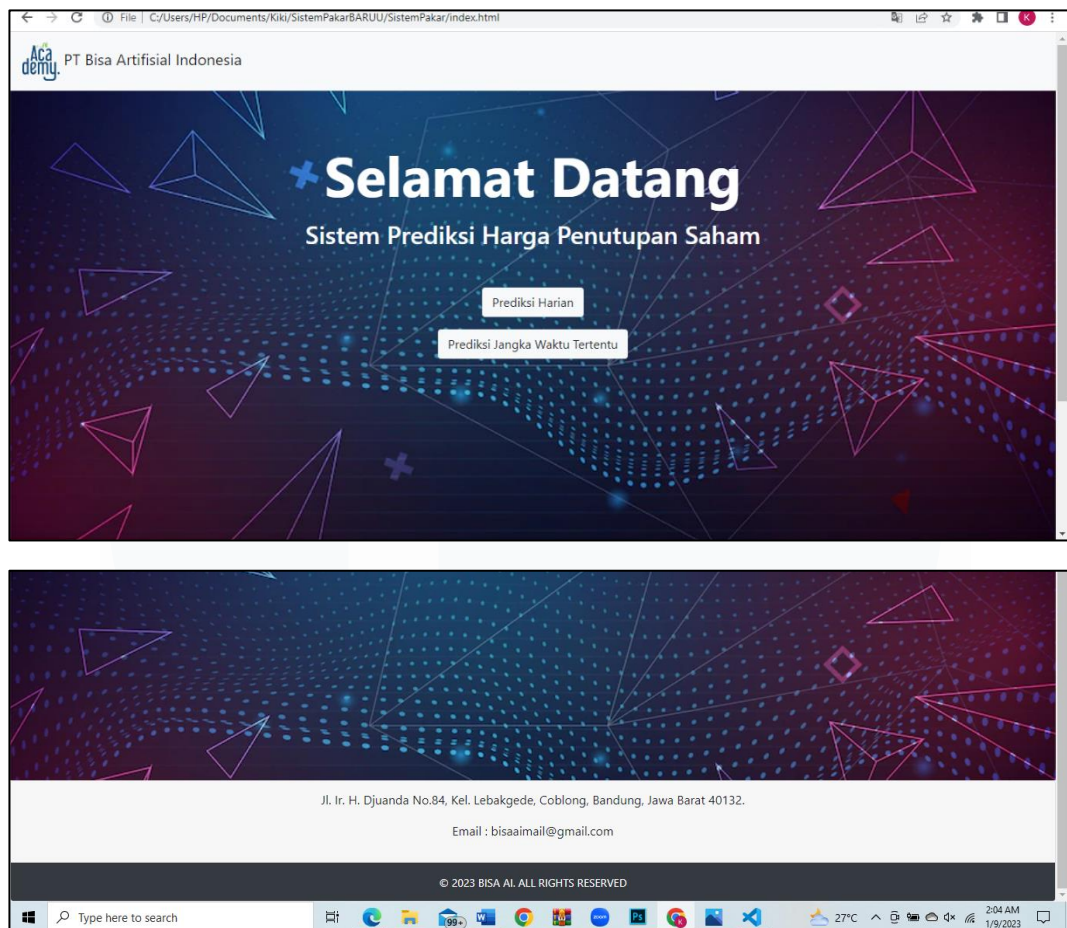 File | C:/Users/HP/Documents/Kiki/SistemPakarBARUU/SistemPakar/index.html
K
Aca
demy. PT Bisa Artifisial Indonesia
Selamat Datang
Sistem Prediksi Harga Penutupan Saham
Prediksi Harian
Prediksi Jangka Waktu Tertentu
Jl. Ir. H. Djuanda No.84, Kel. Lebakgede, Coblong, Bandung, Jawa Barat 40132.
Email : bisaaimail@gmail.com
© 2023 BISA AI. ALL RIGHTS RESERVED
Type here to search
99+
W
zoom
Ps
K
27°C
2:04 AM
1/9/2023